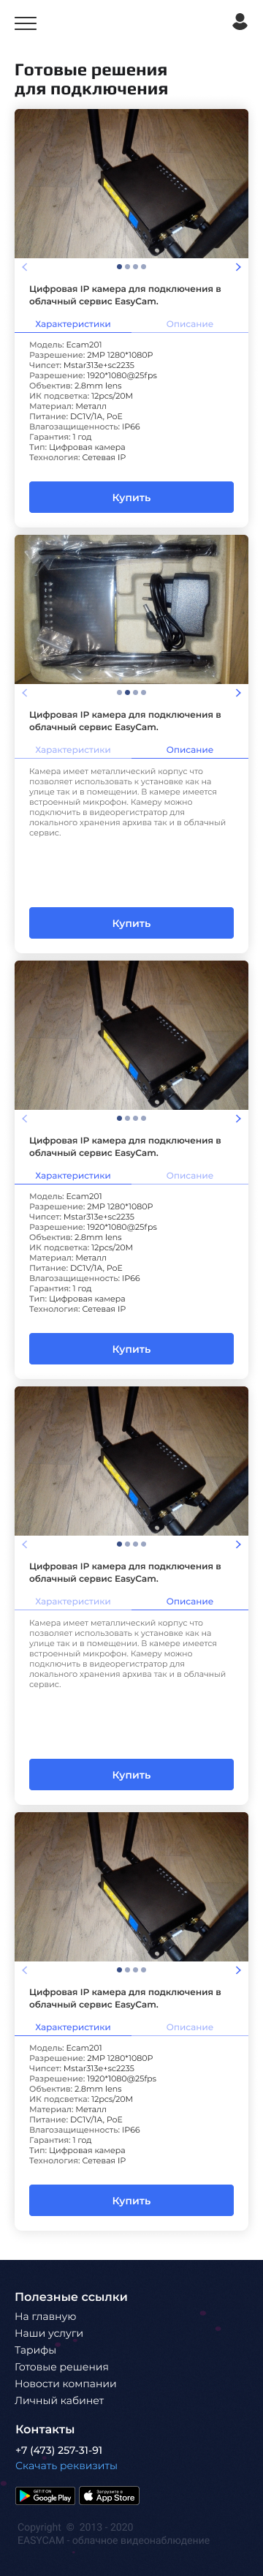 Готовые решения
для подключения
Цифровая IP камера для подключения в
облачный сервис EasyCam.
Характеристики Описание
Модель: Ecam201
Разрешение: 2MP 1280*1080P
Чипсет: Mstar313e+sc2235
Разрешение: 1920*1080@25fps
Объектив: 2.8mm lens
ИК подсветка: 12pcs/20M
Материал: Металл
Питание: DC1V/1A, PoE
Влагозащищенность: IP66
Гарантия: 1 год
Тип: Цифровая камера
Технология: Сетевая IP
Купить
Цифровая IP камера для подключения в
облачный сервис EasyCam.
Характеристики Описание
Камера имеет металлический корпус что
позволяет использовать к установке как на
улице так и в помещении. В камере имеется
встроенный микрофон. Камеру можно
подключить в видеорегистратор для
локального хранения архива так и в облачный
сервис.
Купить
Цифровая IP камера для подключения в
облачный сервис EasyCam.
Характеристики Описание
Модель: Ecam201
Разрешение: 2MP 1280*1080P
Чипсет: Mstar313e+sc2235
Разрешение: 1920*1080@25fps
Объектив: 2.8mm lens
ИК подсветка: 12pcs/20M
Материал: Металл
Питание: DC1V/1A, PoE
Влагозащищенность: IP66
Гарантия: 1 год
Тип: Цифровая камера
Технология: Сетевая IP
Купить
Цифровая IP камера для подключения в
облачный сервис EasyCam.
Характеристики Описание
Камера имеет металлический корпус что
позволяет использовать к установке как на
улице так и в помещении. В камере имеется
встроенный микрофон. Камеру можно
подключить в видеорегистратор для
локального хранения архива так и в облачный
сервис.
Купить
Цифровая IP камера для подключения в
облачный сервис EasyCam.
Характеристики Описание
Модель: Ecam201
Разрешение: 2MP 1280*1080P
Чипсет: Mstar313e+sc2235
Разрешение: 1920*1080@25fps
Объектив: 2.8mm lens
ИК подсветка: 12pcs/20M
Материал: Металл
Питание: DC1V/1A, PoE
Влагозащищенность: IP66
Гарантия: 1 год
Тип: Цифровая камера
Технология: Сетевая IP
Купить
Полезные ссылки
На главную
Наши услуги
Тарифы
Готовые решения
Новости компании
Личный кабинет
Контакты
+7 (473) 257-31-91
Скачать реквизиты
GET IT ON
Google Play
Загрузите в
App Store
Copyright © 2013 - 2020
EASYCAM - облачное видеонаблюдение